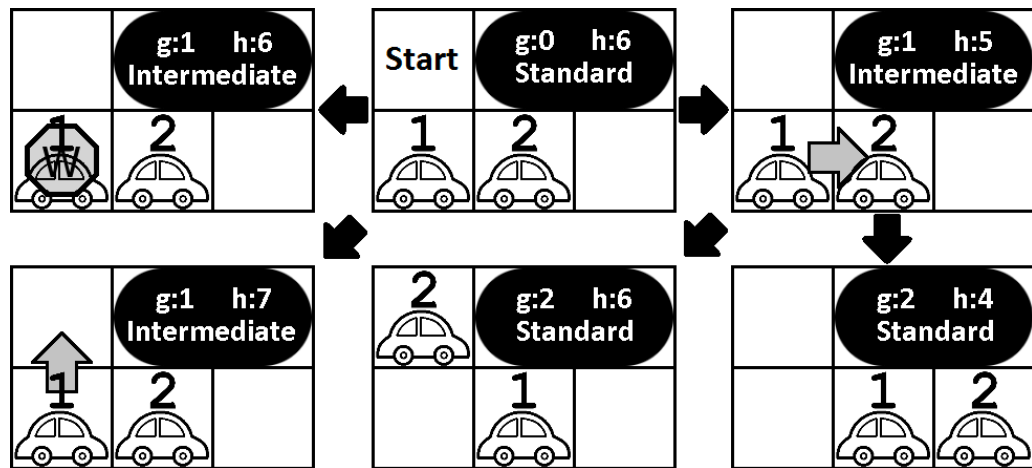 g:1 h:6
Intermediate
1 2
W
Start
g:0 h:6
Standard
1 2
g:1 h:5
Intermediate
1 2
g:1 h:7
Intermediate
1 2
2
g:2 h:6
Standard
1
g:2 h:4
Standard
1 2